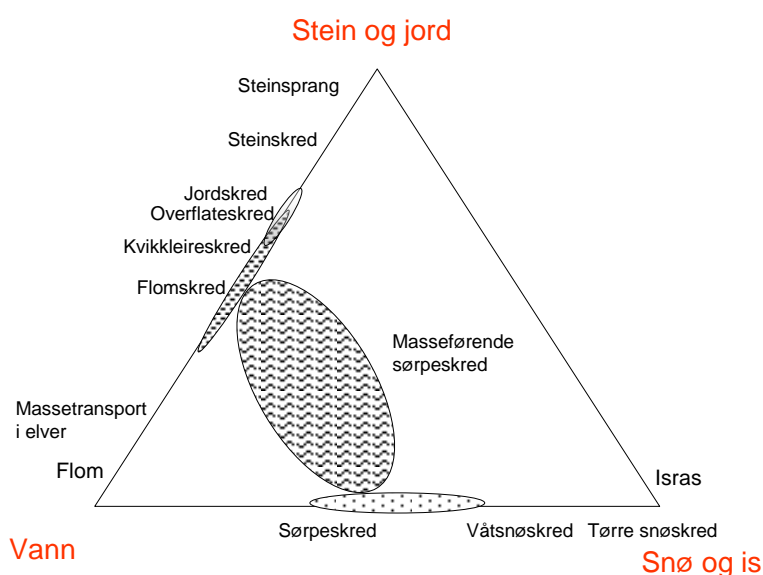 Stein og jord
Steinsprang
Steinskred
Jordskred
Overflateskred
Kvikkleireskred
Flomskred
Masseførende
sørpeskred
Massetransport
i elver
Flom
Isras
Sørpeskred
Våtsnøskred
Tørre snøskred
Vann
Snø og is